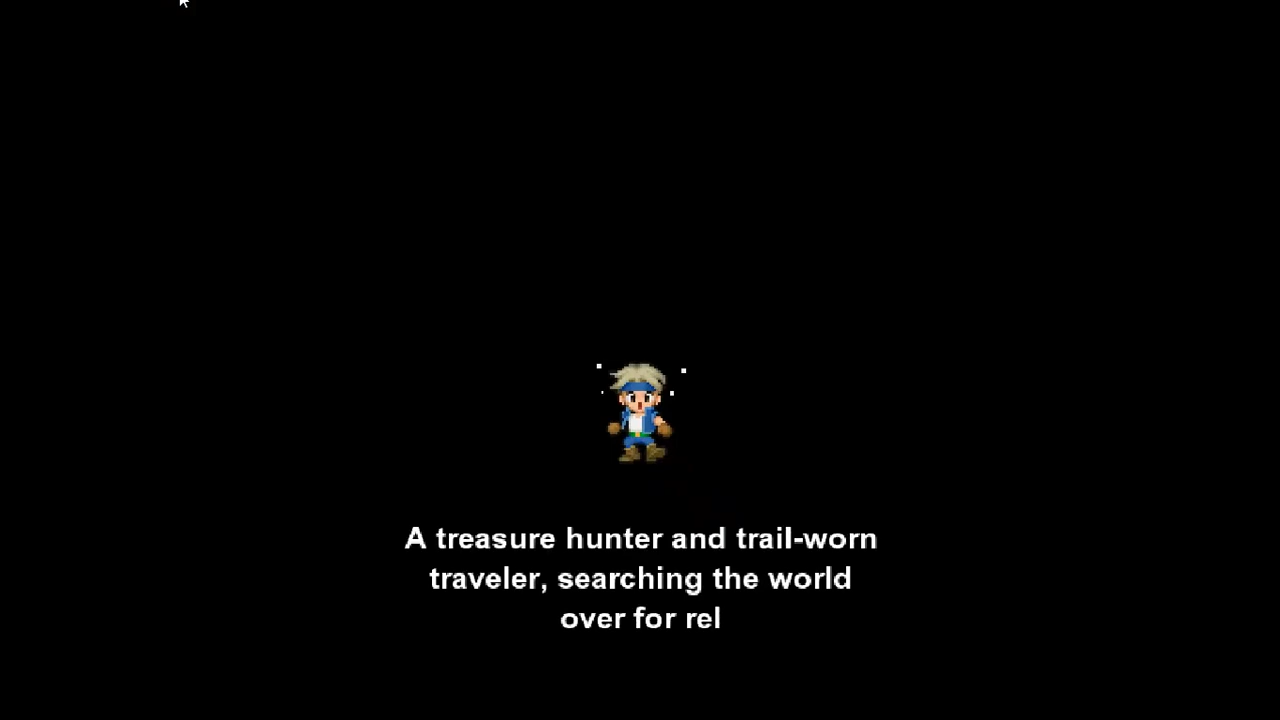 A treasure hunter and trail-worn
traveler, searching the world
over for rel